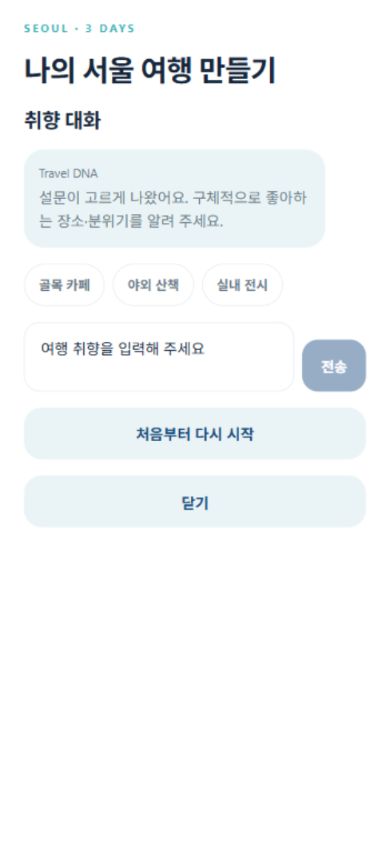 SEOUL · 3 DAYS
나의 서울 여행 만들기
취향 대화
Travel DNA
설문이 고르게 나왔어요. 구체적으로 좋아하
는 장소·분위기를 알려 주세요.
골목 카페 야외 산책 실내 전시
여행 취향을 입력해 주세요
전송
처음부터 다시 시작
닫기